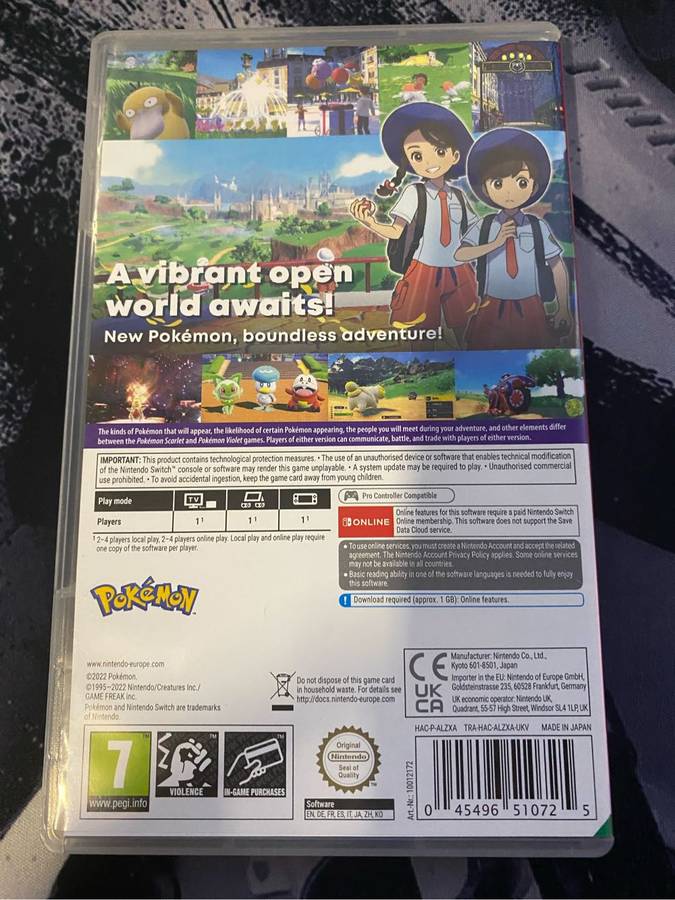 A vibrant open
world awaits!
New Pokémon, boundless adventure!
The kinds of Pokémon that will appear, the likelihood of certain Pokémon appearing, the people you will meet during your adventure, and other elements differ
between the Pokémon Scarlet and Pokémon Violet games. Players of either version can communicate, battle, and trade with players of either version.
IMPORTANT: This product contains technological protection measures. • The use of an unauthorised device or software that enables technical modification
of the Nintendo Switch™ console or software may render this game unplayable. • A system update may be required to play. • Unauthorised commercial
use prohibited. • To avoid accidental ingestion, keep the game card away from young children.
Play mode TV
Players 1¹ 1¹ 1¹
¹ 2–4 players local play, 2–4 players online play. Local play and online play require
one copy of the software per player.
Pro Controller Compatible
ONLINE
Online features for this software require a paid Nintendo Switch
Online membership. This software does not support the Save
Data Cloud service.
• To use online services, you must create a Nintendo Account and accept the related
agreement. The Nintendo Account Privacy Policy applies. Some online services
may not be available in all countries.
• Basic reading ability in one of the software languages is needed to fully enjoy
this software.
! Download required (approx. 1 GB): Online features.
POKéMON™
www.nintendo-europe.com
©2022 Pokémon.
©1995–2022 Nintendo/Creatures Inc./
GAME FREAK inc.
Pokémon and Nintendo Switch are trademarks
of Nintendo.
Do not dispose of this game card
in household waste. For details see
http://docs.nintendo-europe.com
CE
UK
CA
Manufacturer: Nintendo Co., Ltd.,
Kyoto 601-8501, Japan
Importer in the EU: Nintendo of Europe GmbH,
Goldsteinstrasse 235, 60528 Frankfurt, Germany
UK economic operator: Nintendo UK,
Quadrant, 55-57 High Street, Windsor SL4 1LP, UK
HAC-P-ALZXA TRA-HAC-ALZXA-UKV MADE IN JAPAN
7™
www.pegi.info
VIOLENCE
™
IN-GAME PURCHASES
™
Original
Nintendo
Seal of
Quality
™
Software
EN, DE, FR, ES, IT, JA, ZH, KO
Art.-Nr.: 10012172
0 45496 51072 5